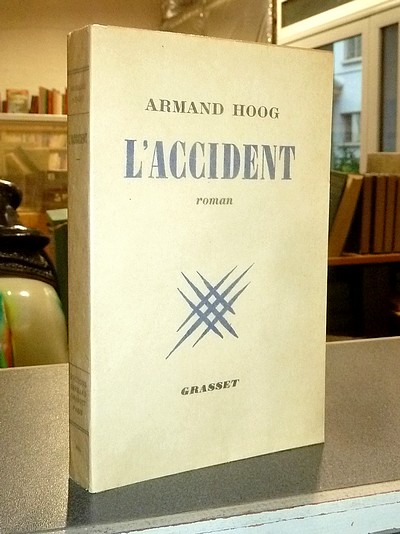 ARMAND HOOG
L'ACCIDENT
roman
GRASSET